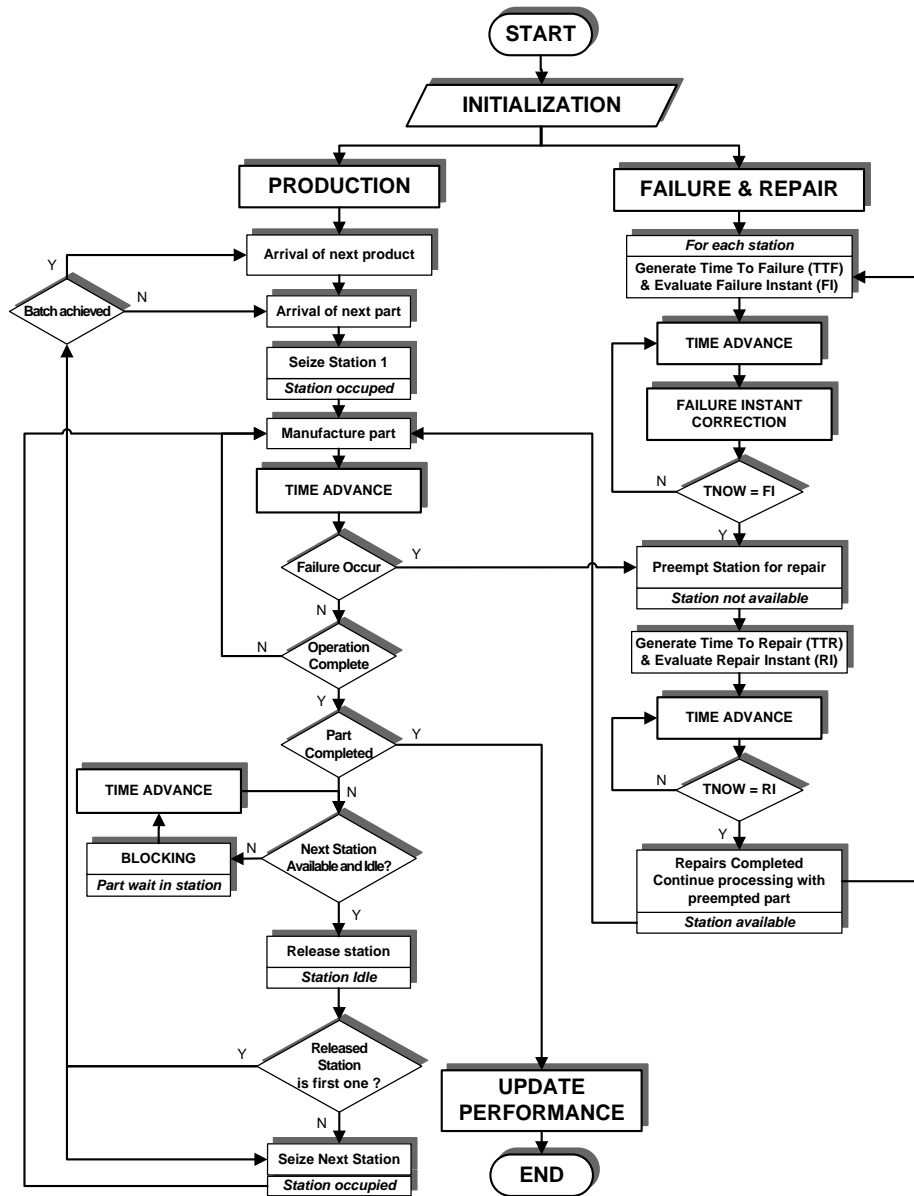 START
INITIALIZATION
PRODUCTION
Arrival of next product
Y
Batch achieved
N
Arrival of next part
Seize Station 1
Station occuped
Manufacture part
TIME ADVANCE
Failure Occur
Y
N
Operation
Complete
N
Y
Part
Completed
Y
N
TIME ADVANCE
BLOCKING
Part wait in station
N
Next Station
Available and Idle?
Y
Release station
Station Idle
Released
Station
is first one ?
Y
N
Seize Next Station
Station occupied
FAILURE & REPAIR
For each station
Generate Time To Failure (TTF)
& Evaluate Failure Instant (FI)
TIME ADVANCE
FAILURE INSTANT
CORRECTION
N
TNOW = FI
Y
Preempt Station for repair
Station not available
Generate Time To Repair (TTR)
& Evaluate Repair Instant (RI)
TIME ADVANCE
N
TNOW = RI
Y
Repairs Completed
Continue processing with
preempted part
Station available
UPDATE
PERFORMANCE
END